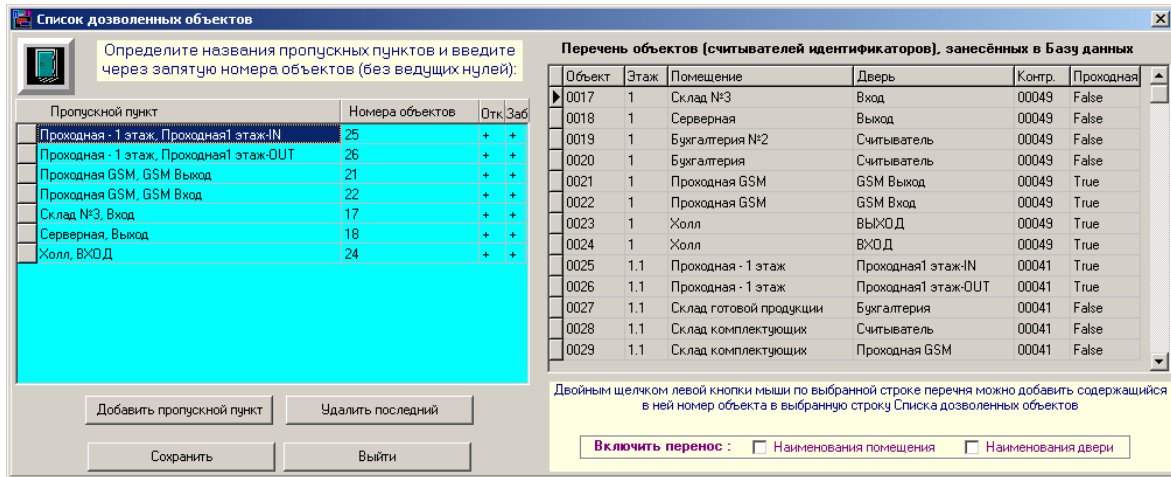 Список дозволенных объектов
Определите названия пропускных пунктов и введите
через запятую номера объектов (без ведущих нулей):
Пропускной пункт Номера объектов Отк Заб
Проходная - 1 этаж, Проходная1 этаж-IN 25 + +
Проходная - 1 этаж, Проходная1 этаж-OUT 26 + +
Проходная GSM, GSM Выход 21 + +
Проходная GSM, GSM Вход 22 + +
Склад №3, Вход 17 + +
Серверная, Выход 18 + +
Холл, ВХОД 24 + +
Добавить пропускной пункт Удалить последний
Сохранить Выйти
Перечень объектов (считывателей идентификаторов), занесённых в Базу данных
Объект Этаж Помещение Дверь Контр. Проходная
0017 1 Склад №3 Вход 00049 False
0018 1 Серверная Выход 00049 False
0019 1 Бухгалтерия №2 Считыватель 00049 False
0020 1 Бухгалтерия Считыватель 00049 False
0021 1 Проходная GSM GSM Выход 00049 True
0022 1 Проходная GSM GSM Вход 00049 True
0023 1 Холл ВЫХОД 00049 True
0024 1 Холл ВХОД 00049 True
0025 1.1 Проходная - 1 этаж Проходная1 этаж-IN 00041 True
0026 1.1 Проходная - 1 этаж Проходная1 этаж-OUT 00041 True
0027 1.1 Склад готовой продукции Бухгалтерия 00041 False
0028 1.1 Склад комплектующих Считыватель 00041 False
0029 1.1 Склад комплектующих Проходная GSM 00041 False
Двойным щелчком левой кнопки мыши по выбранной строке перечня можно добавить содержащийся
в ней номер объекта в выбранную строку Списка дозволенных объектов
Включить перенос : Наименования помещения Наименования двери